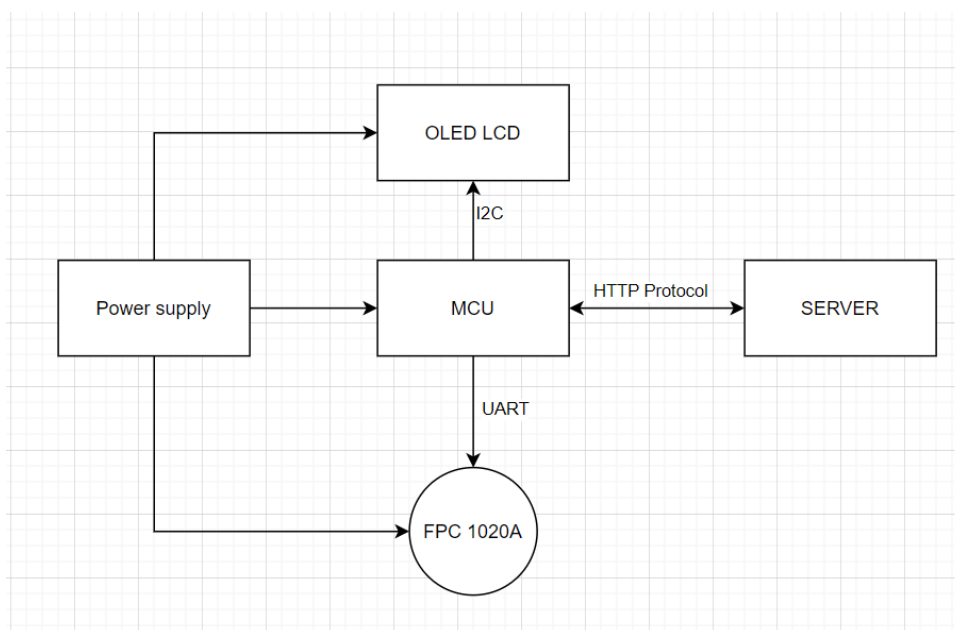 OLED LCD
I2C
Power supply
MCU
HTTP Protocol
SERVER
UART
FPC 1020A